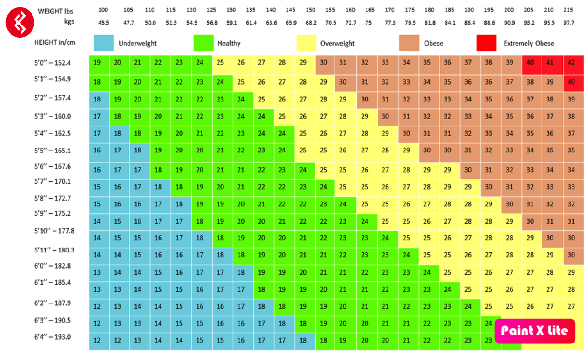 WEIGHT lbs 100 105 110 115 120 125 130 135 140 145 150 155 160 165 170 175 180 185 190 195 200 205 210 215
kgs 45.5 47.7 50.0 52.3 54.5 56.8 59.1 61.4 63.6 65.9 68.2 70.5 72.7 75 77.3 79.5 81.8 84.1 86.4 88.6 90.9 93.2 95.5 97.7
HEIGHT in/cm Underweight Healthy Overweight Obese Extremely Obese
5'0" – 152.4 19 20 21 22 23 24 25 26 27 28 29 30 31 32 33 34 35 36 37 38 39 40 41 42
5'1" – 154.9 18 19 20 21 22 23 24 25 26 27 28 29 30 31 32 33 34 35 36 36 37 38 39 40
5'2" – 157.4 18 19 20 21 22 22 23 24 25 26 27 28 29 30 31 32 33 33 34 35 36 37 38 39
5'3" – 160.0 17 18 19 20 21 22 23 24 24 25 26 27 28 29 30 31 32 32 33 34 35 36 37 38
5'4" – 162.5 17 18 18 19 20 21 22 23 24 24 25 26 27 28 29 30 31 31 32 33 34 35 36 37
5'5" – 165.1 16 17 18 19 20 20 21 22 23 24 25 25 26 27 28 29 30 30 31 32 33 34 35 35
5'6" – 167.6 16 17 17 18 19 20 21 21 22 23 24 25 25 26 27 28 29 29 30 31 32 33 34 34
5'7" – 170.1 15 16 17 18 18 19 20 21 22 22 23 24 25 25 26 27 28 29 29 30 31 32 33 33
5'8" – 172.7 15 16 16 17 18 19 19 20 21 22 22 23 24 25 25 26 27 28 28 29 30 31 32 32
5'9" – 175.2 14 15 16 17 17 18 19 20 20 21 22 22 23 24 25 25 26 27 28 28 29 30 31 31
5'10" – 177.8 14 15 15 16 17 18 18 19 20 20 21 22 23 23 24 25 25 26 27 28 28 29 30 30
5'11" – 180.3 14 14 15 16 16 17 18 18 19 20 21 21 22 23 23 24 25 25 26 27 28 28 29 30
6'0" – 182.8 13 14 14 15 16 17 17 18 19 19 20 21 21 22 23 23 24 25 25 26 27 27 28 29
6'1" – 185.4 13 13 14 15 15 16 17 17 18 19 19 20 21 21 22 23 23 24 25 25 26 27 27 28
6'2" – 187.9 12 13 14 14 15 16 16 17 18 18 19 19 20 21 21 22 23 23 24 25 25 26 27 27
6'3" – 190.5 12 13 13 14 15 15 16 16 17 18 18 19 20 20 21 21 22 23 23 24
6'4" – 193.0 12 12 13 14 14 15 15 16 17 17 18 18 19 20 20 21 22 22 23 23
Paint X Lite